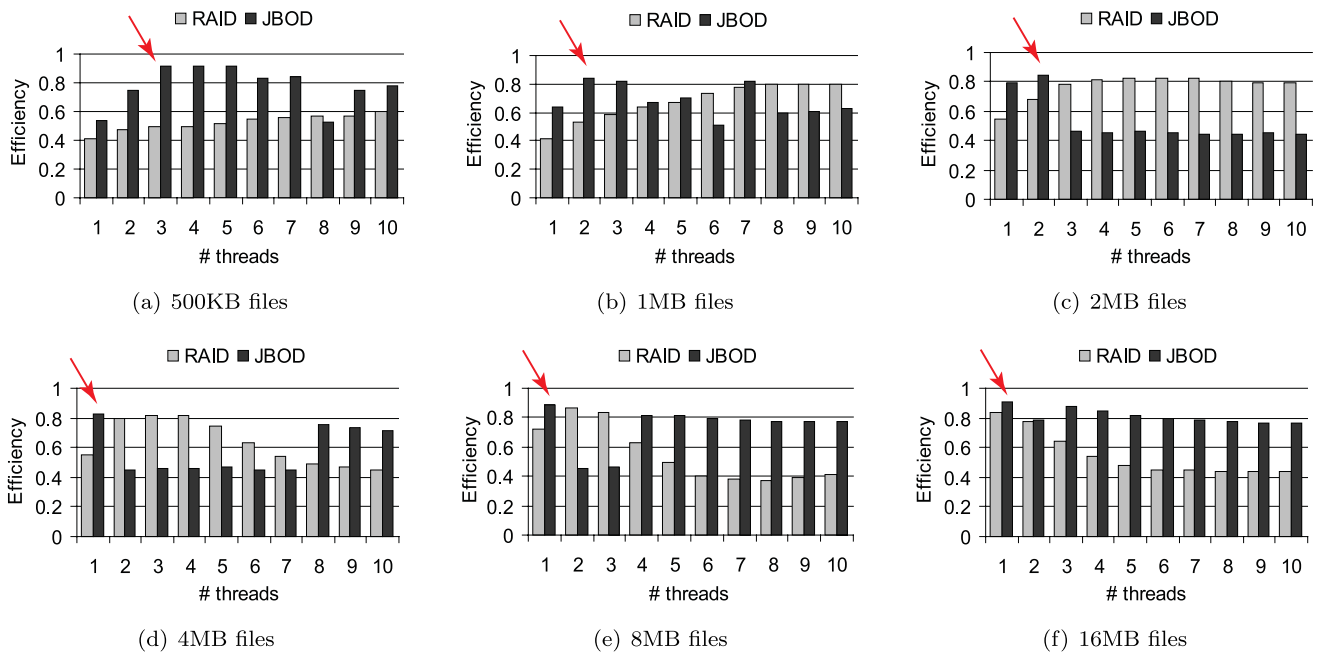 RAID JBOD
Efficiency
1
0.8
0.6
0.4
0.2
0
1 2 3 4 5 6 7 8 9 10
# threads
(a) 500KB files
RAID JBOD
Efficiency
1
0.8
0.6
0.4
0.2
0
1 2 3 4 5 6 7 8 9 10
# threads
(b) 1MB files
RAID JBOD
Efficiency
1
0.8
0.6
0.4
0.2
0
1 2 3 4 5 6 7 8 9 10
# threads
(c) 2MB files
RAID JBOD
Efficiency
1
0.8
0.6
0.4
0.2
0
1 2 3 4 5 6 7 8 9 10
# threads
(d) 4MB files
RAID JBOD
Efficiency
1
0.8
0.6
0.4
0.2
0
1 2 3 4 5 6 7 8 9 10
# threads
(e) 8MB files
RAID JBOD
Efficiency
1
0.8
0.6
0.4
0.2
0
1 2 3 4 5 6 7 8 9 10
# threads
(f) 16MB files